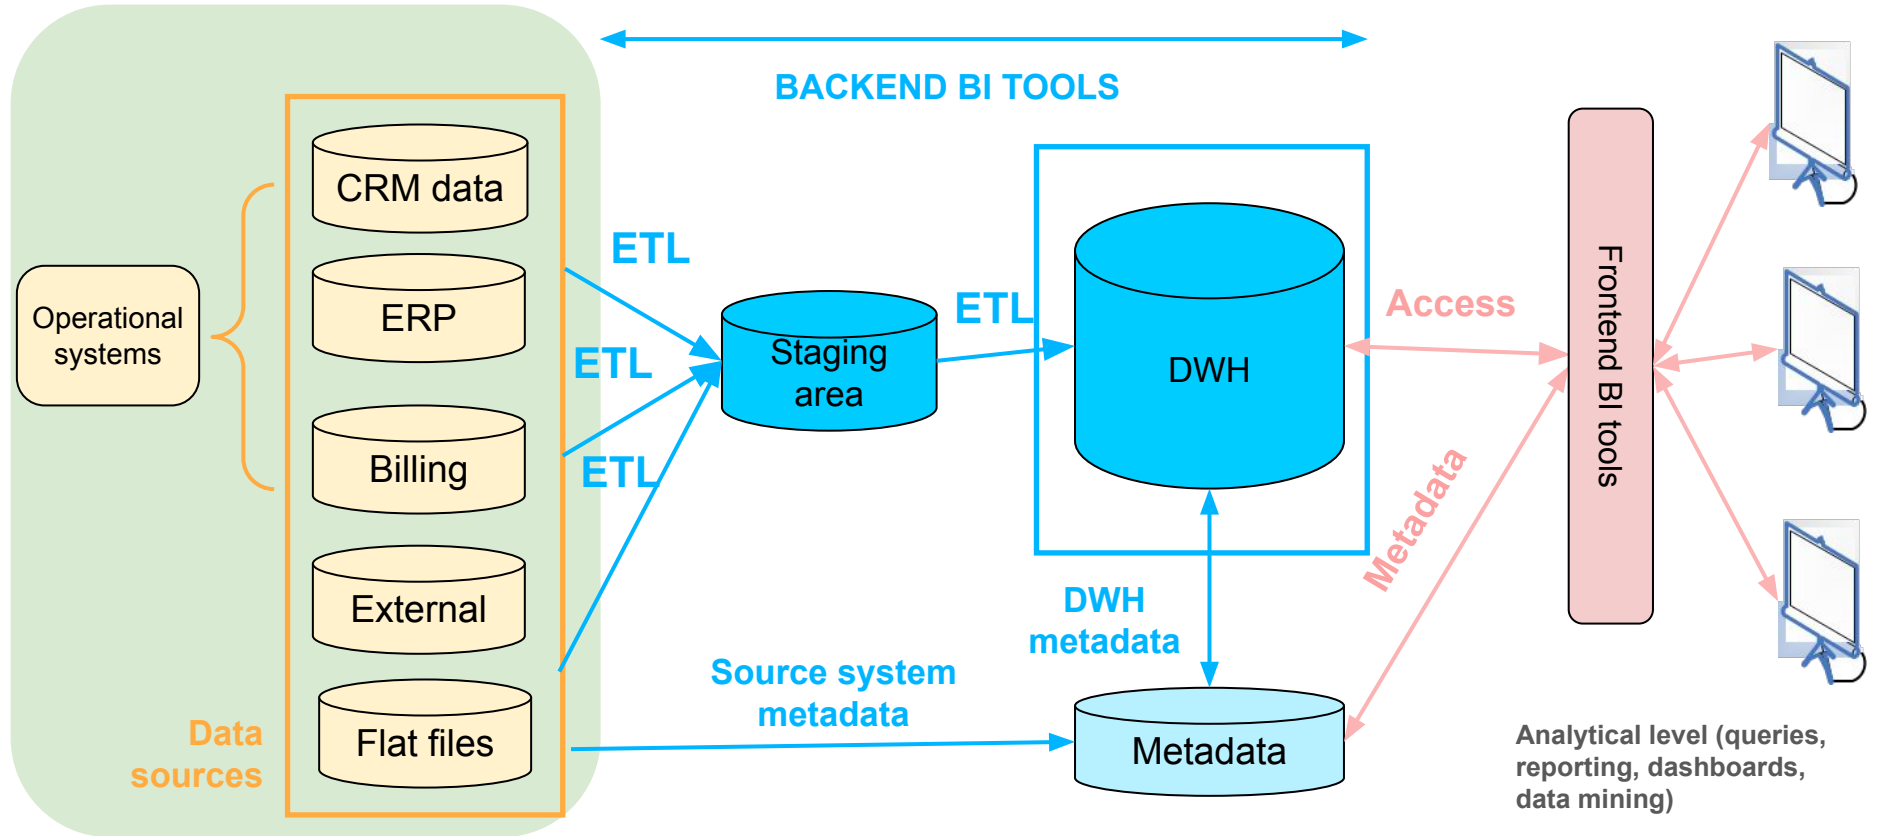 BACKEND BI TOOLS
CRM data
ERP
Operational
systems
Billing
External
Flat files
Data
sources
ETL
ETL
ETL
Staging
area
ETL
DWH
Access
Metadata
Frontend BI tools
DWH
metadata
Source system
metadata
Metadata
Analytical level (queries,
reporting, dashboards,
data mining)